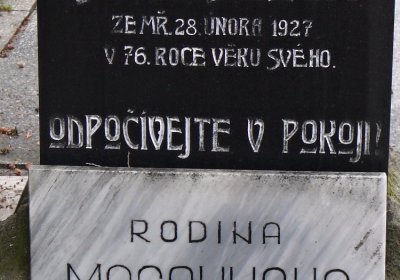 ZEMŘ. 28. ÚNORA 1927
V 76. ROCE VĚKU SVÉHO.
ODPOČÍVEJTE V POKOJI!
RODINA